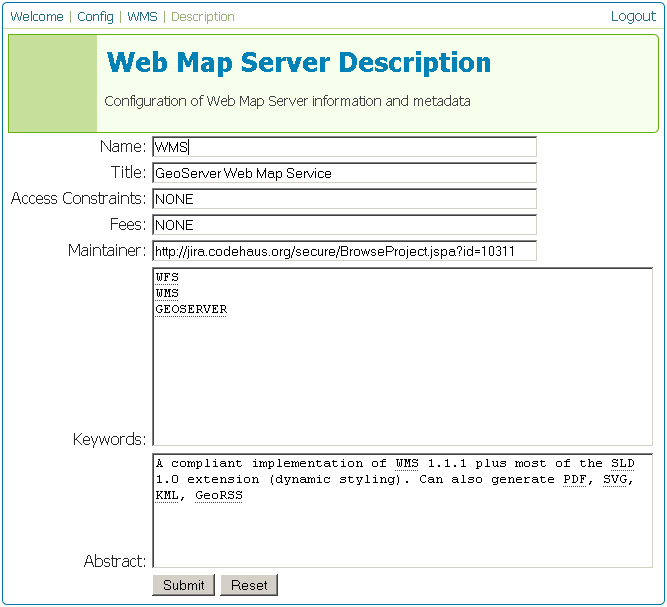 Welcome | Config | WMS | Description Logout
Web Map Server Description
Configuration of Web Map Server information and metadata
Name: WMS
Title: GeoServer Web Map Service
Access Constraints: NONE
Fees: NONE
Maintainer: http://jira.codehaus.org/secure/BrowseProject.jspa?id=10311
Keywords:
WFS
WMS
GEOSERVER
Abstract:
A compliant implementation of WMS 1.1.1 plus most of the SLD
1.0 extension (dynamic styling). Can also generate PDF, SVG,
KML, GeoRSS
Submit Reset